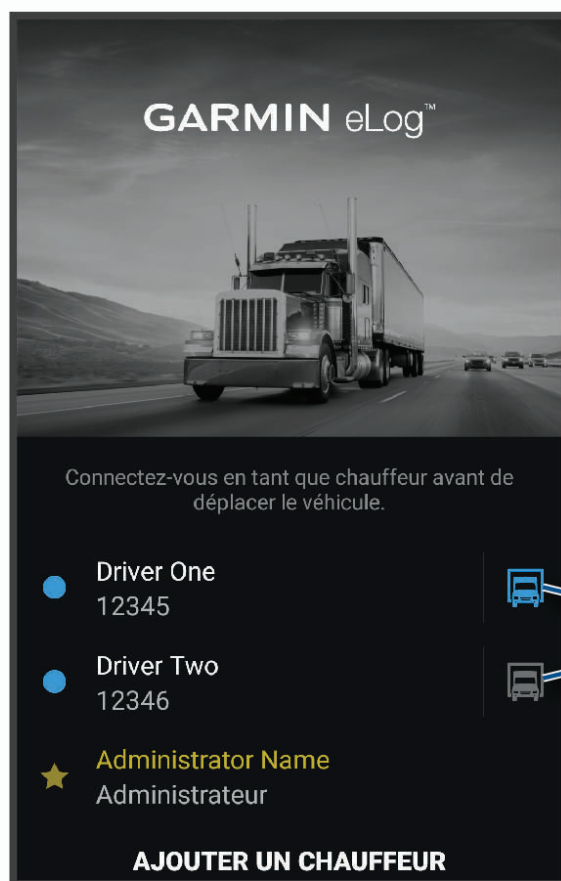 GARMIN eLog™
Connectez-vous en tant que chauffeur avant de
déplacer le véhicule.
Driver One
12345
Driver Two
12346
Administrator Name
Administrateur
AJOUTER UN CHAUFFEUR